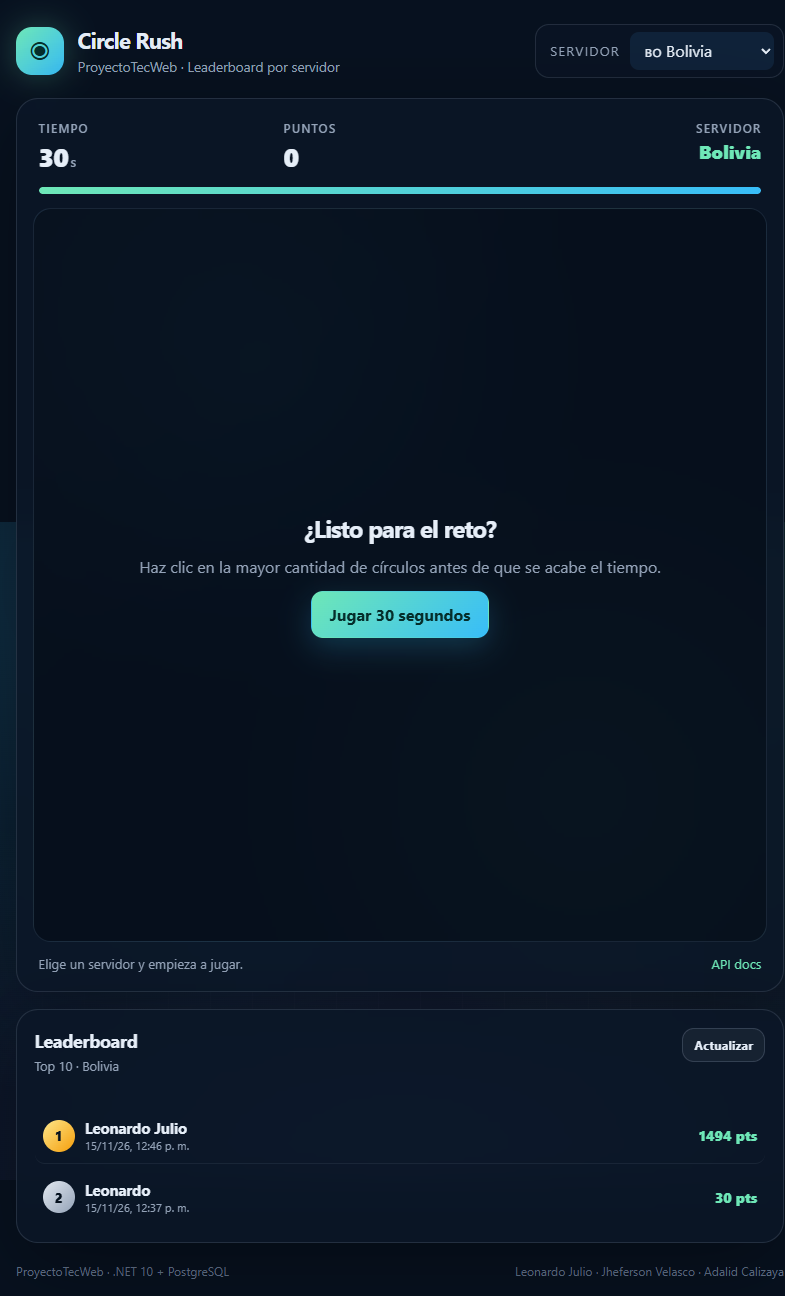 Circle Rush
ProyectoTecWeb · Leaderboard por servidor
SERVIDOR
BO Bolivia
TIEMPO
30s
PUNTOS
0
SERVIDOR
Bolivia
¿Listo para el reto?
Haz clic en la mayor cantidad de círculos antes de que se acabe el tiempo.
Jugar 30 segundos
Elige un servidor y empieza a jugar.
API docs
Leaderboard
Top 10 · Bolivia
Actualizar
1
Leonardo Julio
15/11/26, 12:46 p. m.
1494 pts
2
Leonardo
15/11/26, 12:37 p. m.
30 pts
ProyectoTecWeb · .NET 10 + PostgreSQL
Leonardo Julio · Jheferson Velasco · Adalid Calizaya